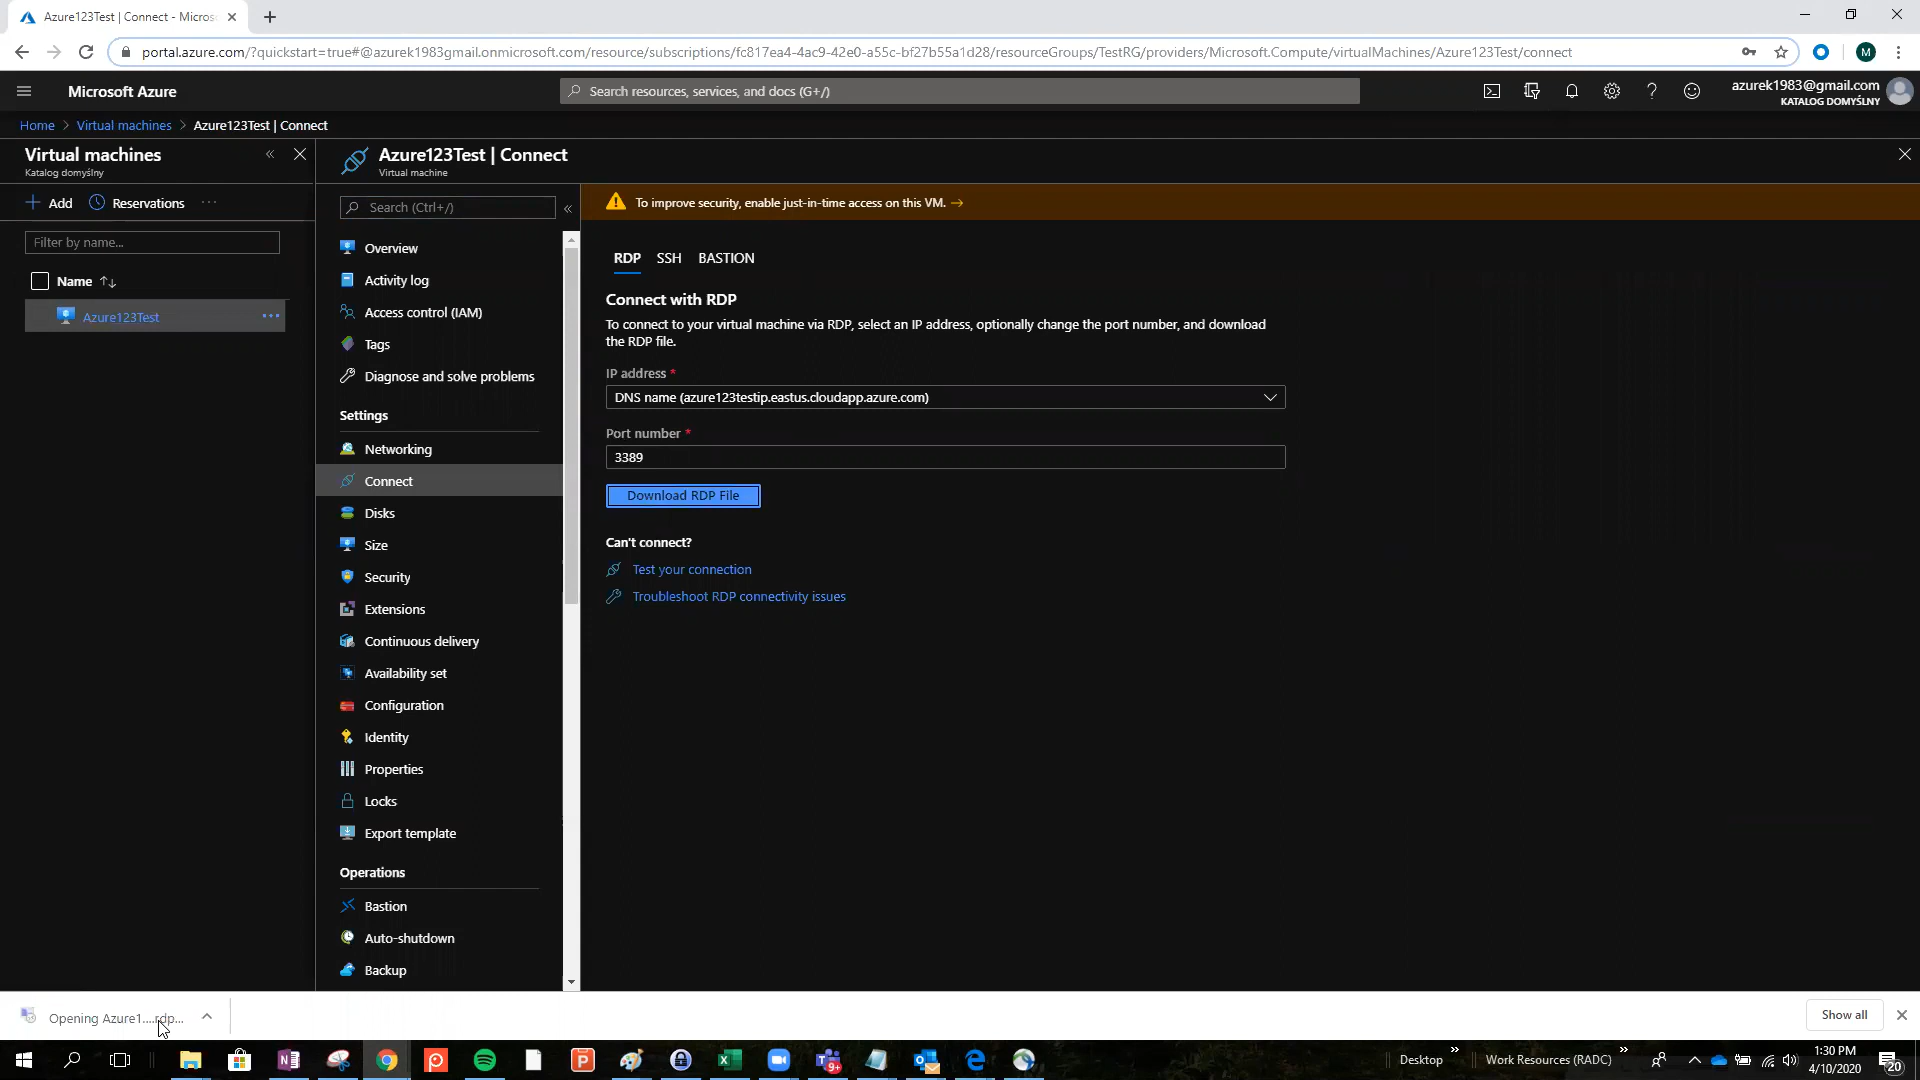 Azure123Test | Connect - Micros
portal.azure.com/?quickstart=true#@azurek1983gmail.onmicrosoft.com/resource/subscriptions/fc817ea4-4ac9-42e0-a55c-bf27b55a1d28/resourceGroups/TestRG/providers/Microsoft.Compute/virtualMachines/Azure123Test/connect
M
Microsoft Azure
Search resources, services, and docs (G+/)
azurek1983@gmail.com
KATALOG DOMYŚLNY
Home > Virtual machines > Azure123Test | Connect
Virtual machines
Katalog domyślny
Add
Reservations
Filter by name...
Name
Azure123Test
Azure123Test | Connect
Virtual machine
Search (Ctrl+/)
Overview
Activity log
Access control (IAM)
Tags
Diagnose and solve problems
Settings
Networking
Connect
Disks
Size
Security
Extensions
Continuous delivery
Availability set
Configuration
Identity
Properties
Locks
Export template
Operations
Bastion
Auto-shutdown
Backup
To improve security, enable just-in-time access on this VM. →
RDP SSH BASTION
Connect with RDP
To connect to your virtual machine via RDP, select an IP address, optionally change the port number, and download
the RDP file.
IP address *
DNS name (azure123testip.eastus.cloudapp.azure.com)
Port number *
3389
Download RDP File
Can't connect?
Test your connection
Troubleshoot RDP connectivity issues
Opening Azure1....rdp...
Show all
Desktop
Work Resources (RADC)
1:30 PM
4/10/2020
20
9+